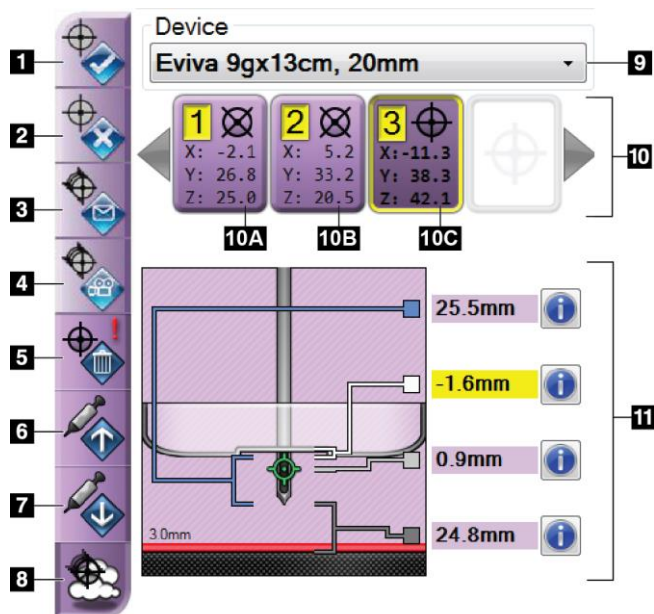 Device
1
Eviva 9gx13cm, 20mm
9
2
1
2
3
X: -2.1
X: 5.2
X:-11.3
10
Y: 26.8
Y: 33.2
Y: 38.3
3
Z: 25.0
Z: 20.5
Z: 42.1
10A
10B
10C
4
25.5mm
5
!
-1.6mm
6
11
0.9mm
7
24.8mm
3.0mm
8